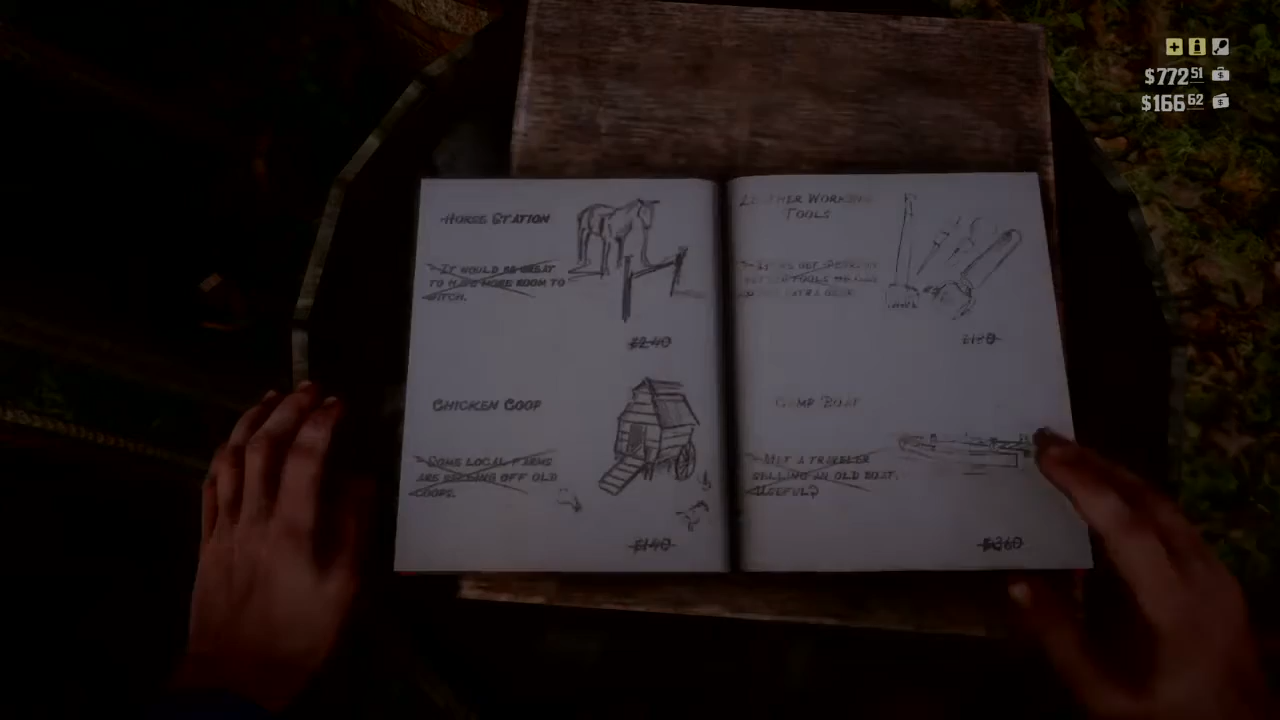 $772 51
$166 62
HORSE STATION
~ IT WOULD BE GREAT
TO HAVE MORE ROOM TO
HITCH.
$240
CHICKEN COOP
~ SOME LOCAL FARMS
ARE SELLING OFF OLD
COOPS.
$140
LEATHER WORKING
TOOLS
CAMP BOAT
~ MET A TRAVELER
SELLING AN OLD BOAT.
USEFUL?
$360